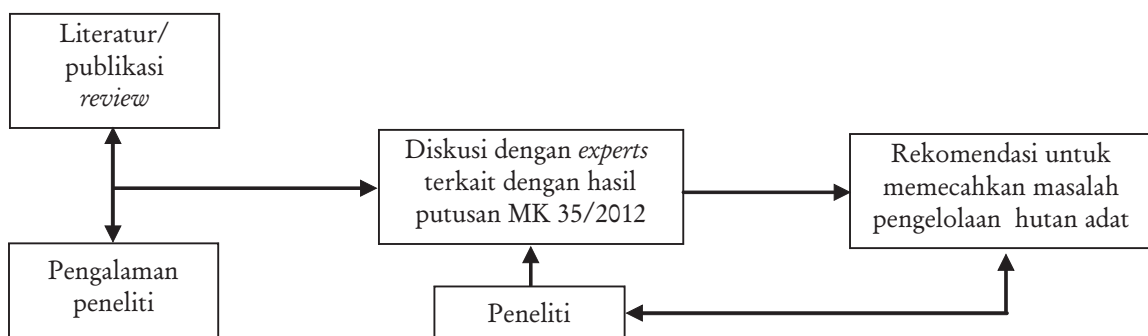 Literatur/
publikasi
review
Diskusi dengan experts
terkait dengan hasil
putusan MK 35/2012
Rekomendasi untuk
memecahkan masalah
pengelolaan hutan adat
Pengalaman
peneliti
Peneliti